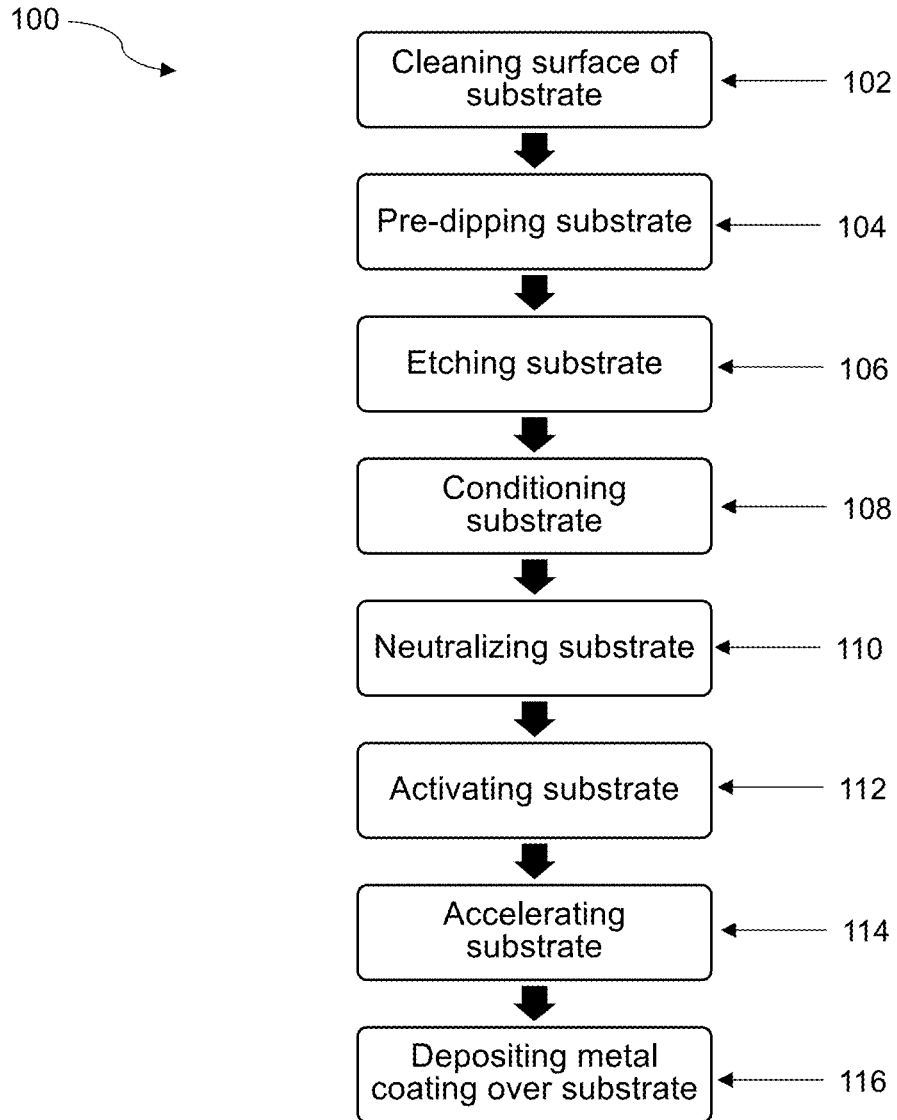 100
Cleaning surface of
substrate
102
Pre-dipping substrate
104
Etching substrate
106
Conditioning
substrate
108
Neutralizing substrate
110
Activating substrate
112
Accelerating
substrate
114
Depositing metal
coating over substrate
116